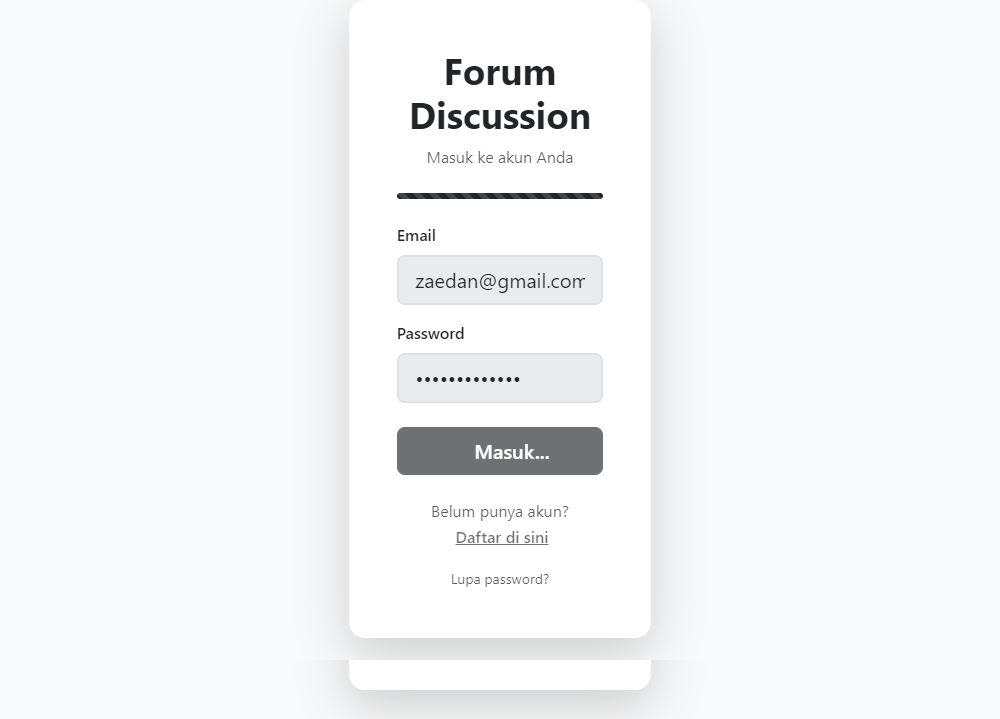 Forum
Discussion
Masuk ke akun Anda
Email
zaedan@gmail.com
Password
•••••••••••••
Masuk...
Belum punya akun?
Daftar di sini
Lupa password?